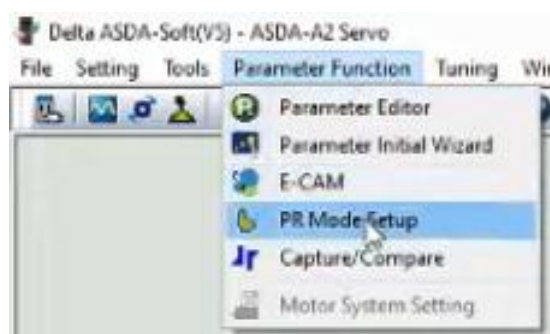 Delta ASDA-Soft(V5) - ASDA-A2 Servo
File Setting Tools Parameter Function Tuning
Parameter Editor
Parameter Initial Wizard
E-CAM
PR Mode Setup
Capture/Compare
Motor System Setting